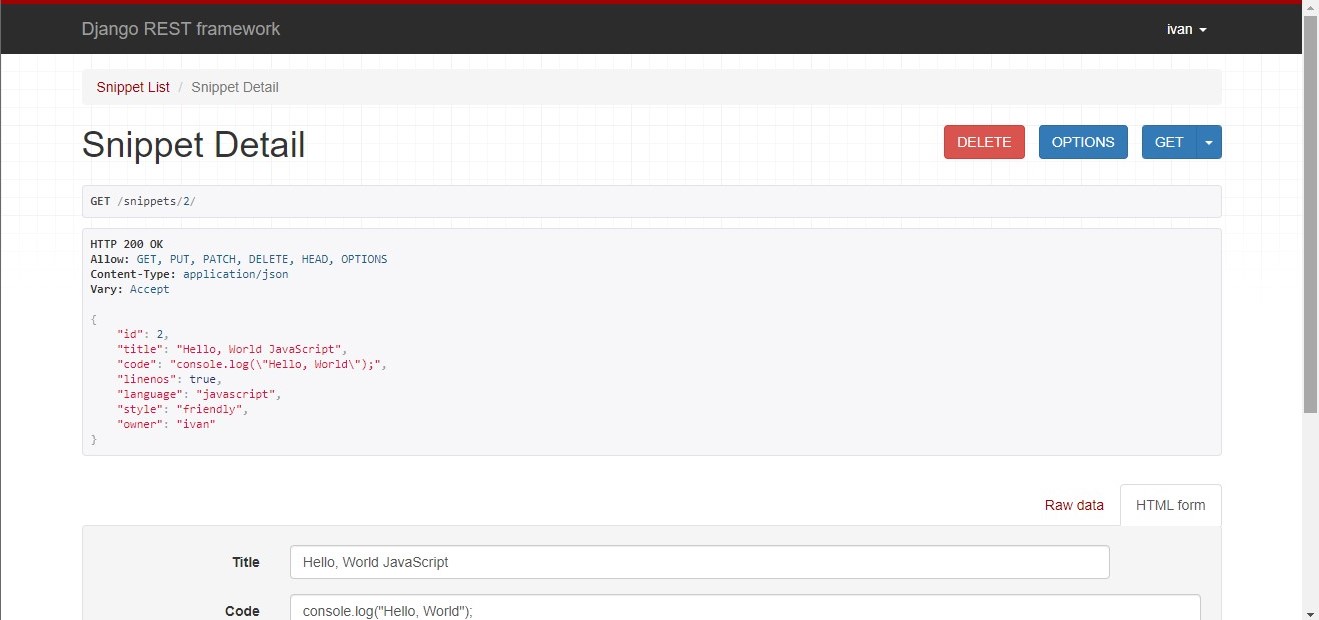 Django REST framework
ivan
Snippet List / Snippet Detail
Snippet Detail
DELETE
OPTIONS
GET
GET /snippets/2/
HTTP 200 OK
Allow: GET, PUT, PATCH, DELETE, HEAD, OPTIONS
Content-Type: application/json
Vary: Accept
{
    "id": 2,
    "title": "Hello, World JavaScript",
    "code": "console.log(\"Hello, World\");",
    "linenos": true,
    "language": "javascript",
    "style": "friendly",
    "owner": "ivan"
}
Raw data
HTML form
Title
Hello, World JavaScript
Code
console.log("Hello, World");